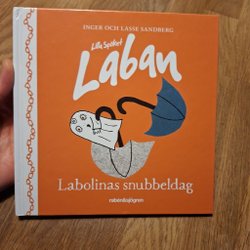 INGER OCH LASSE SANDBERG
Lilla Spöket
Laban
Labolinas snubbeldag
rabén&sjögren